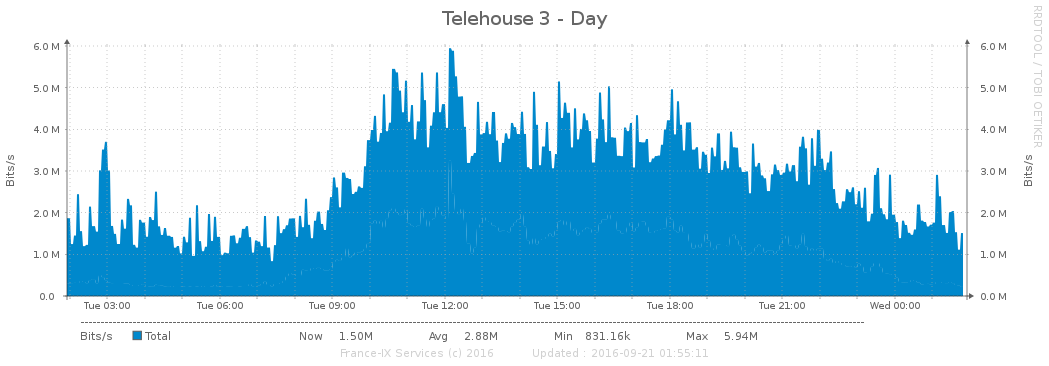 Telehouse 3 - Day
RRDTOOL / TOBI OETIKER
6.0 M 6.0 M
5.0 M 5.0 M
4.0 M 4.0 M
3.0 M 3.0 M
2.0 M 2.0 M
1.0 M 1.0 M
0.0 0.0 M
Bits/s Bits/s
Tue 03:00 Tue 06:00 Tue 09:00 Tue 12:00 Tue 15:00 Tue 18:00 Tue 21:00 Wed 00:00
Bits/s Total Now 1.50M Avg 2.88M Min 831.16k Max 5.94M
France-IX Services (c) 2016 Updated : 2016-09-21 01:55:11